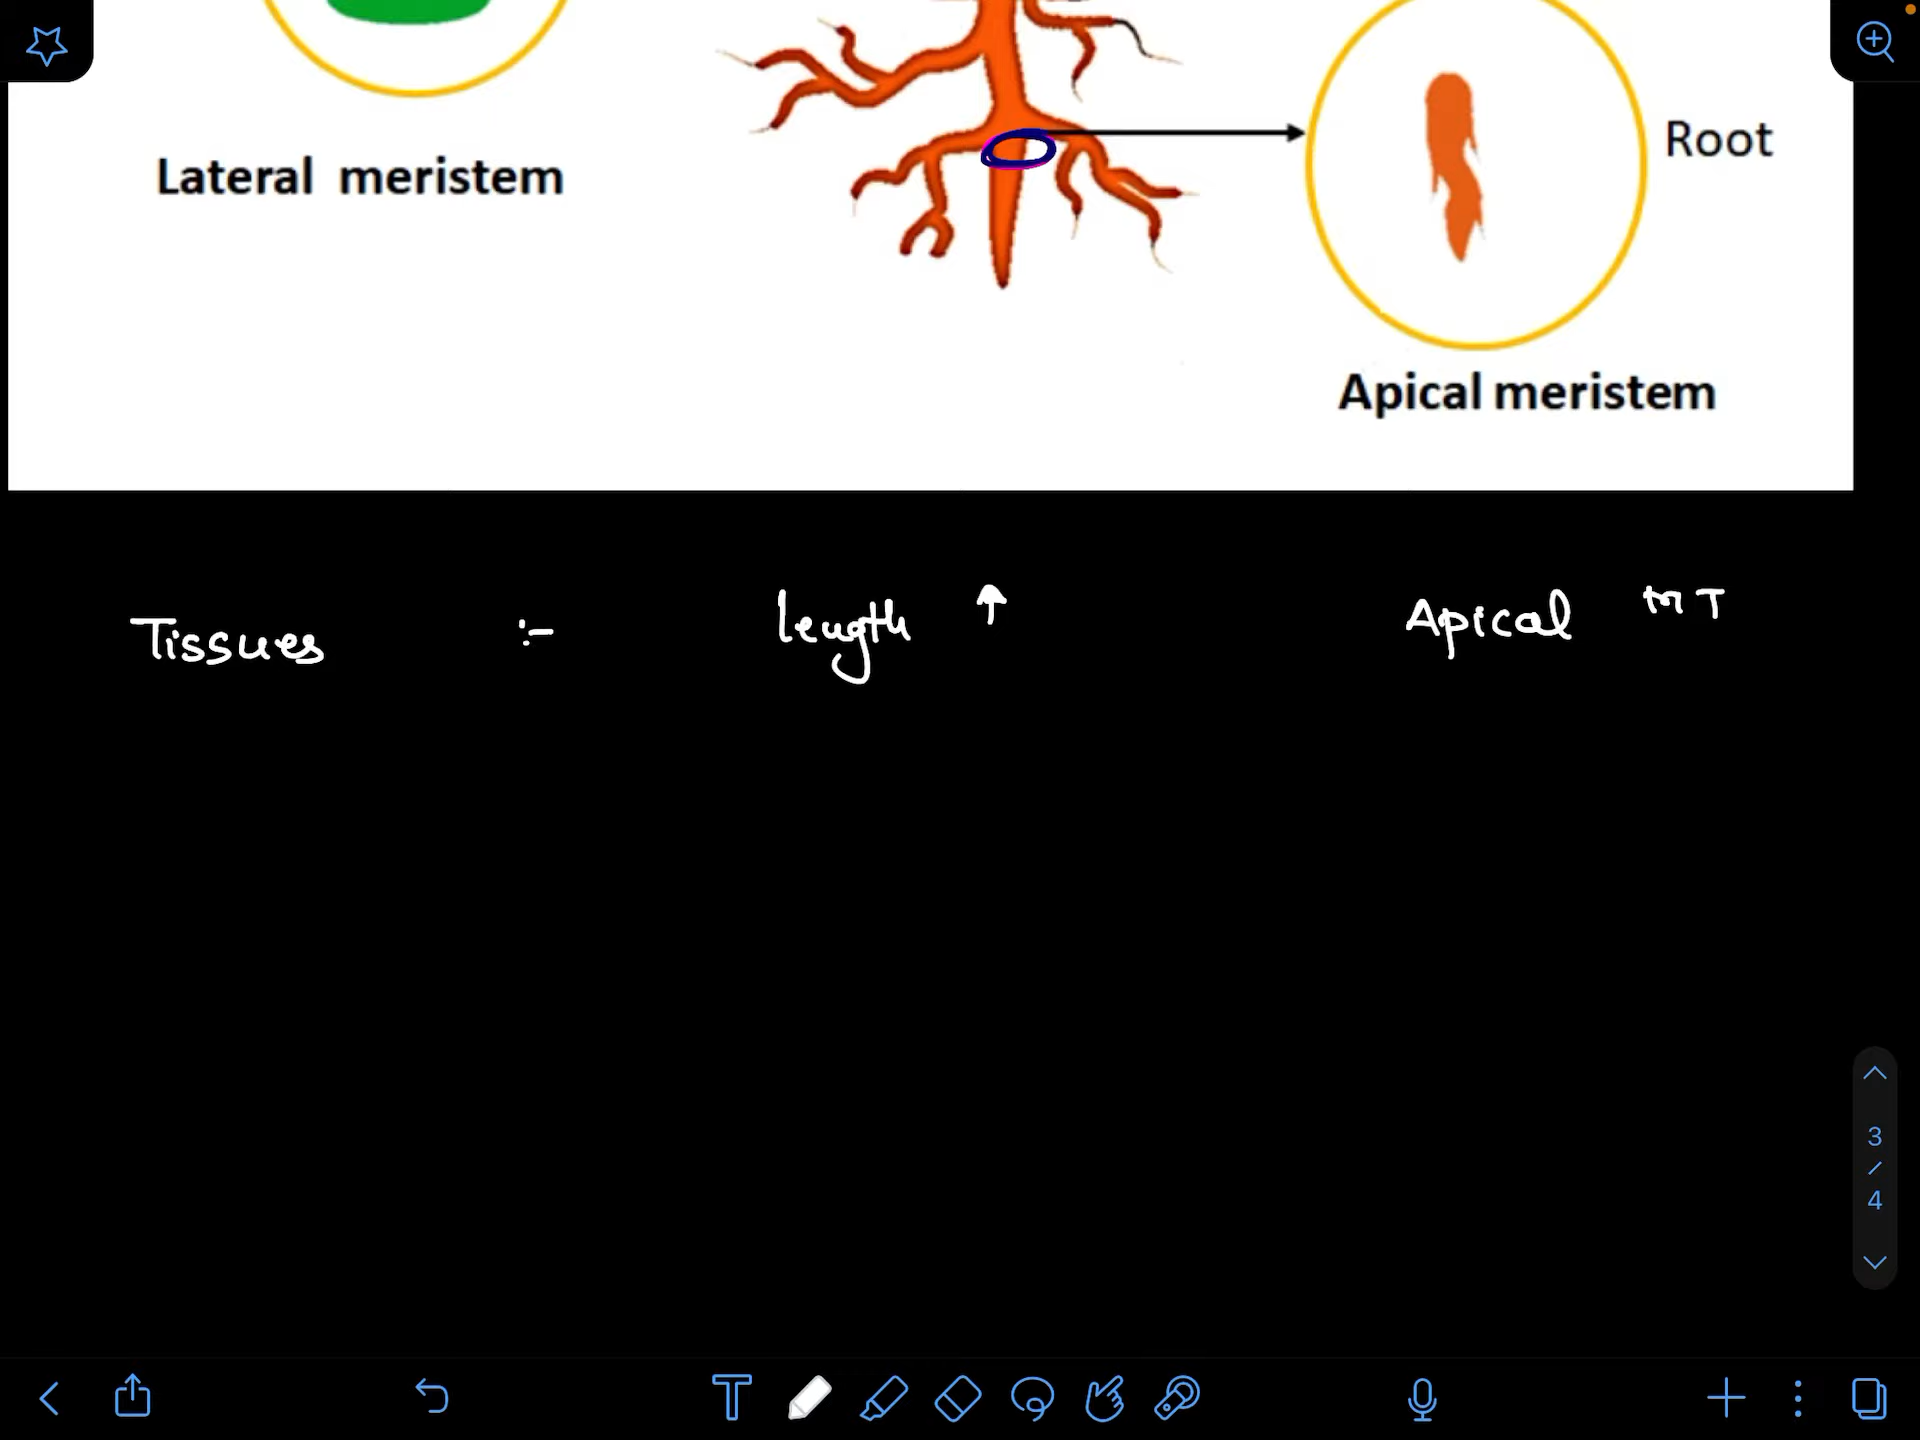 Root
Lateral meristem
Apical meristem
Tissues :- length ↑ Apical MT
3
/
4